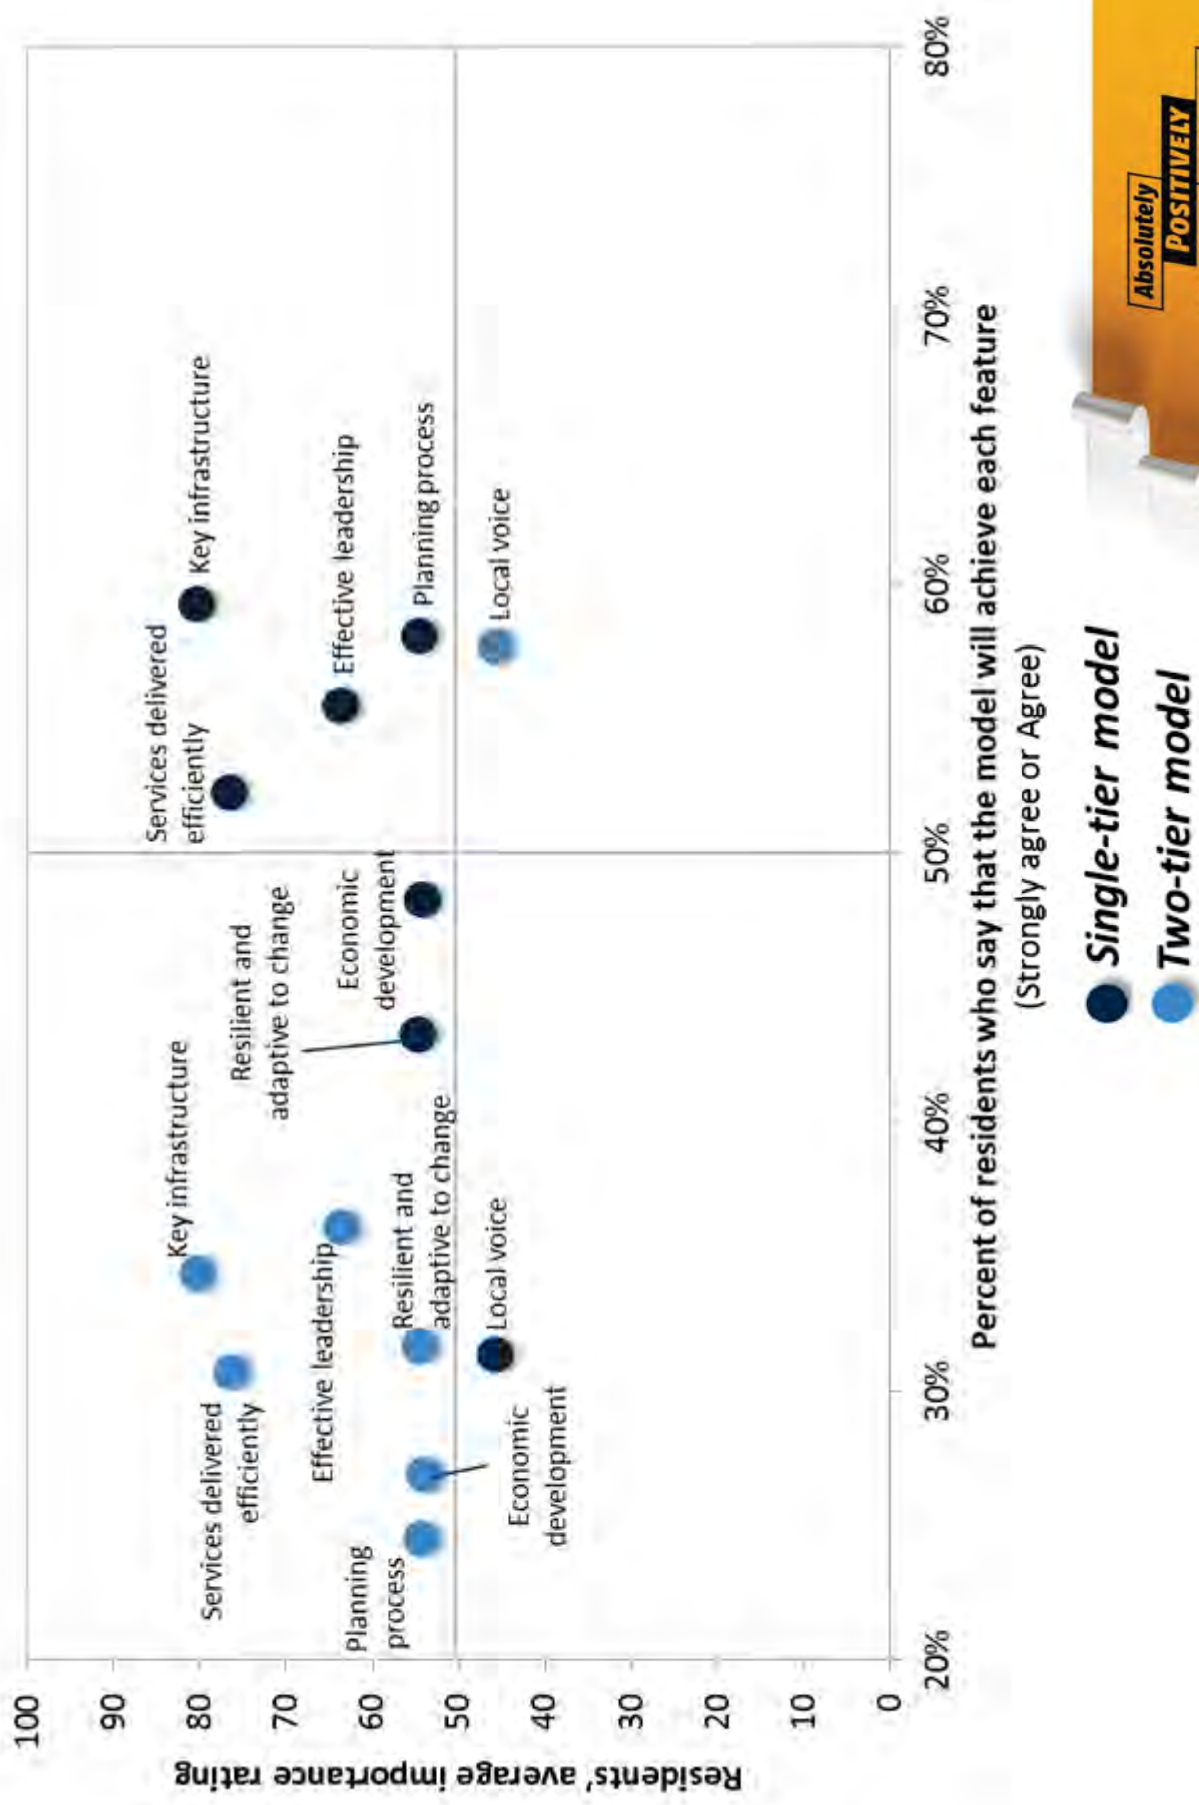 100
90
80
70
60
50
40
30
20
10
0
Residents' average importance rating
Services delivered
efficiently
Key infrastructure
Key infrastructure
Services delivered
efficiently
Effective leadership
Effective leadership
Resilient and
adaptive to change
Economic
development
Planning process
Planning
process
Resilient and
adaptive to change
Local voice
Local voice
Economic
development
20%
30%
40%
50%
60%
70%
80%
Percent of residents who say that the model will achieve each feature
(Strongly agree or Agree)
Single-tier model
Two-tier model
Absolutely
POSITIVELY